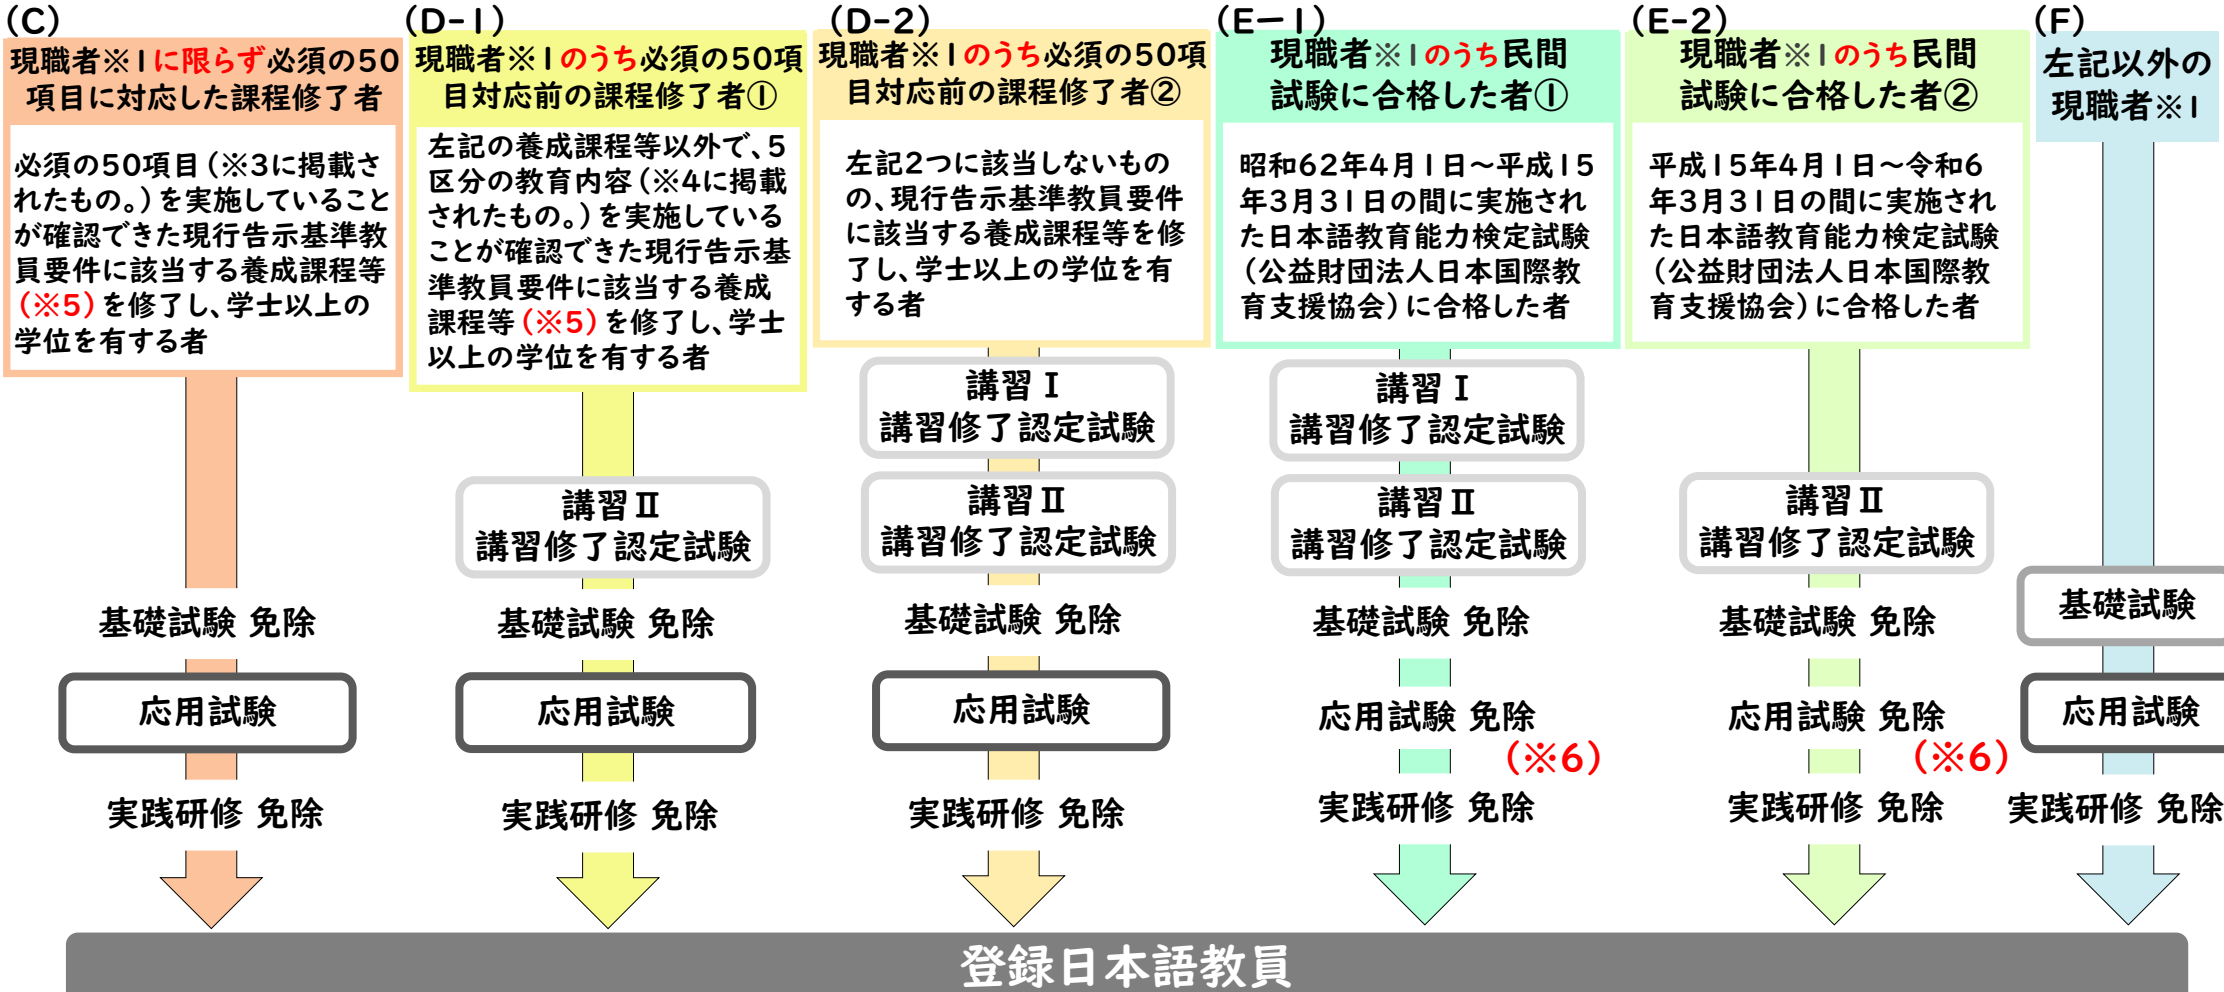 (C)
現職者※1に限らず必須の50
項目に対応した課程修了者
必須の50項目(※3に掲載さ
れたもの。)を実施していること
が確認できた現行告示基準教
員要件に該当する養成課程等
(※5)を修了し、学士以上の
学位を有する者
基礎試験 免除
応用試験
実践研修 免除
(D-1)
現職者※1のうち必須の50項
目対応前の課程修了者①
左記の養成課程等以外で、5
区分の教育内容(※4に掲載
されたもの。)を実施している
ことが確認できた現行告示基
準教員要件に該当する養成
課程等(※5)を修了し、学士
以上の学位を有する者
講習Ⅱ
講習修了認定試験
基礎試験 免除
応用試験
実践研修 免除
(D-2)
現職者※1のうち必須の50項
目対応前の課程修了者②
左記2つに該当しないもの
の、現行告示基準教員要件
に該当する養成課程等を修
了し、学士以上の学位を有
する者
講習Ⅰ
講習修了認定試験
講習Ⅱ
講習修了認定試験
基礎試験 免除
応用試験
実践研修 免除
(E-1)
現職者※1のうち民間
試験に合格した者①
昭和62年4月1日~平成15
年3月31日の間に実施され
た日本語教育能力検定試験
(公益財団法人日本国際教
育支援協会)に合格した者
講習Ⅰ
講習修了認定試験
講習Ⅱ
講習修了認定試験
基礎試験 免除
応用試験 免除
(※6)
実践研修 免除
(E-2)
現職者※1のうち民間
試験に合格した者②
平成15年4月1日~令和6
年3月31日の間に実施され
た日本語教育能力検定試験
(公益財団法人日本国際教
育支援協会)に合格した者
講習Ⅱ
講習修了認定試験
基礎試験 免除
応用試験 免除
(※6)
実践研修 免除
(F)
左記以外の
現職者※1
基礎試験
応用試験
実践研修 免除
登録日本語教員